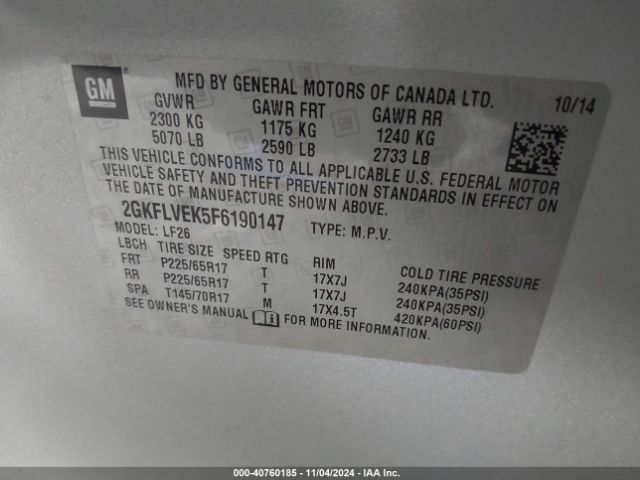 GM
MFD BY GENERAL MOTORS OF CANADA LTD.
10/14
GVWR GAWR FRT GAWR RR
2300 KG 1175 KG 1240 KG
5070 LB 2590 LB 2733 LB
THIS VEHICLE CONFORMS TO ALL APPLICABLE U.S. FEDERAL MOTOR
VEHICLE SAFETY AND THEFT PREVENTION STANDARDS IN EFFECT ON
THE DATE OF MANUFACTURE SHOWN ABOVE.
2GKFLVEK5F6190147 TYPE: M.P.V.
MODEL: LF26
LBCH TIRE SIZE SPEED RTG RIM COLD TIRE PRESSURE
FRT P225/65R17 T 17X7J 240KPA(35PSI)
RR P225/65R17 T 17X7J 240KPA(35PSI)
SPA T145/70R17 M 17X4.5T 420KPA(60PSI)
SEE OWNER'S MANUAL FOR MORE INFORMATION.
000-40760185 - 11/04/2024 - IAA Inc.